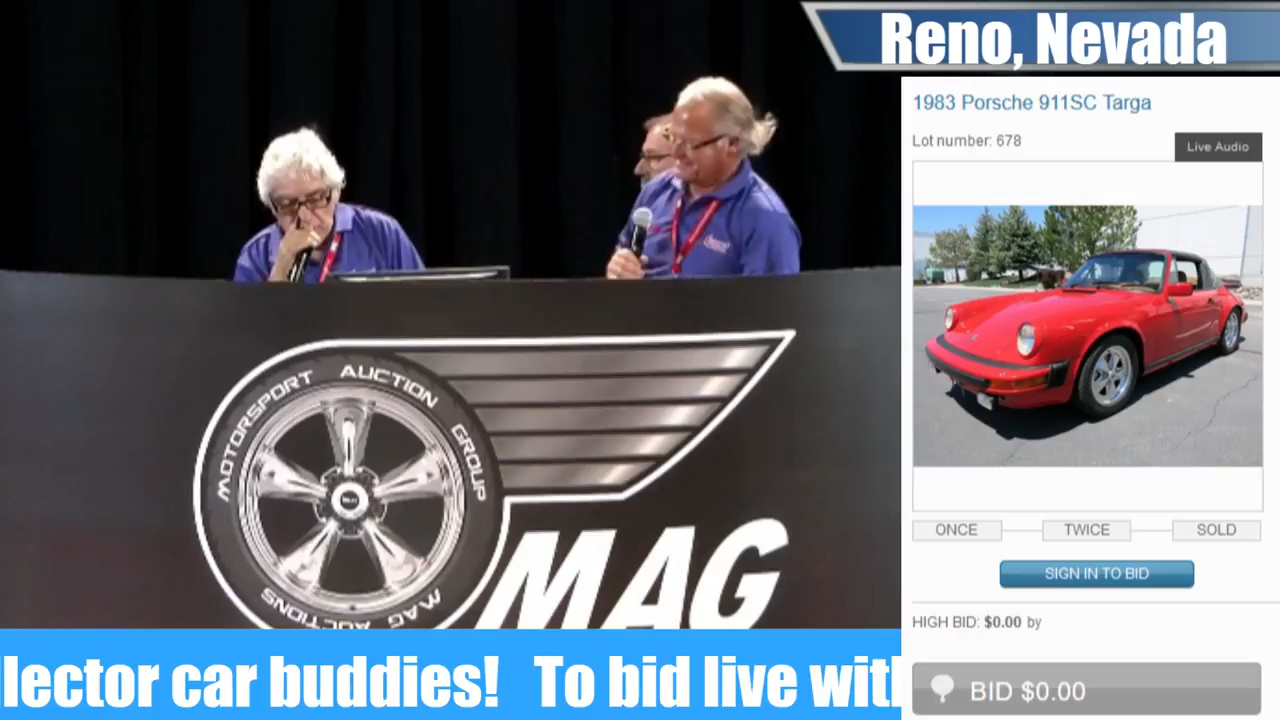 Reno, Nevada
1983 Porsche 911SC Targa
Lot number: 678
Live Audio
MOTORSPORT AUCTION GROUP
MAG AUCTIONS
MAG
ONCE
TWICE
SOLD
SIGN IN TO BID
HIGH BID: $0.00 by
BID $0.00
llector car buddies! To bid live with